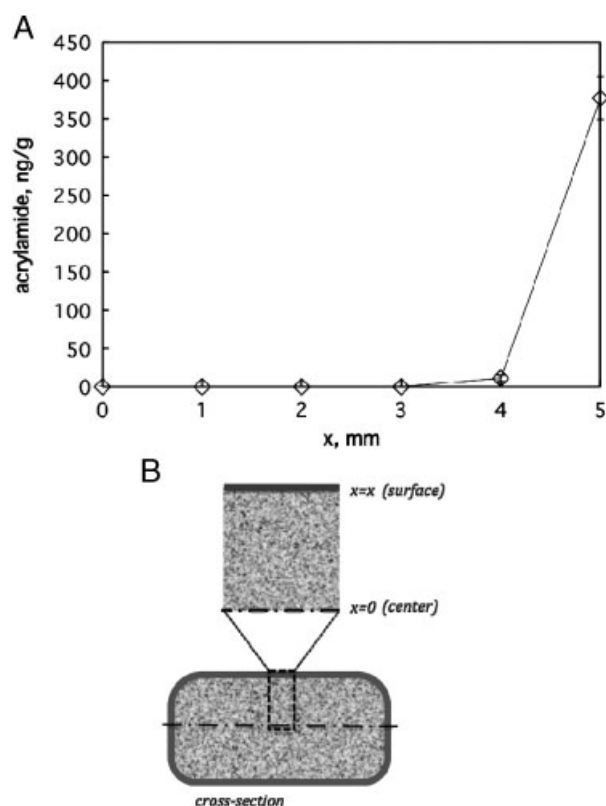 A
450
400
350
300
250
200
150
100
50
0
acrylamide, ng/g
0 1 2 3 4 5
x, mm
B
x=x (surface)
x=0 (center)
cross-section